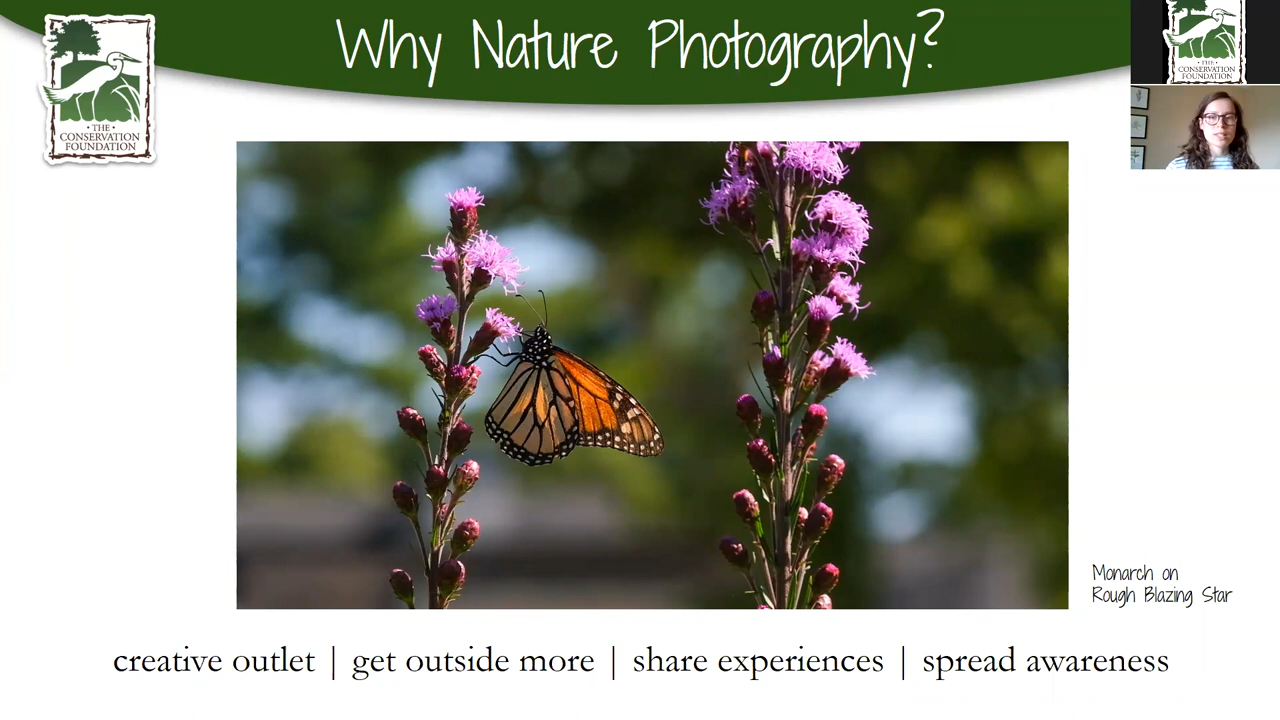 Why Nature Photography?
• THE •
CONSERVATION
FOUNDATION
THE
CONSERVATION
FOUNDATION
Monarch on
Rough Blazing Star
creative outlet | get outside more | share experiences | spread awareness